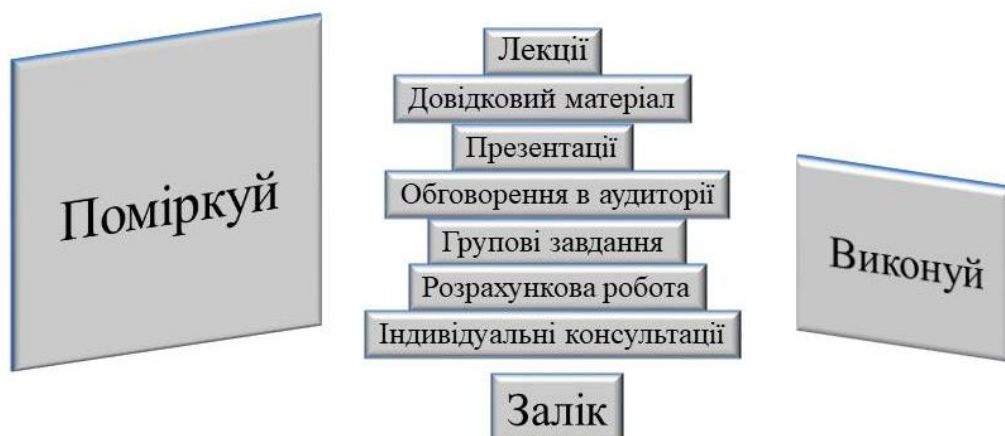 Поміркуй
Лекції
Довідковий матеріал
Презентації
Обговорення в аудиторії
Групові завдання
Розрахункова робота
Індивідуальні консультації
Залік
Виконуй